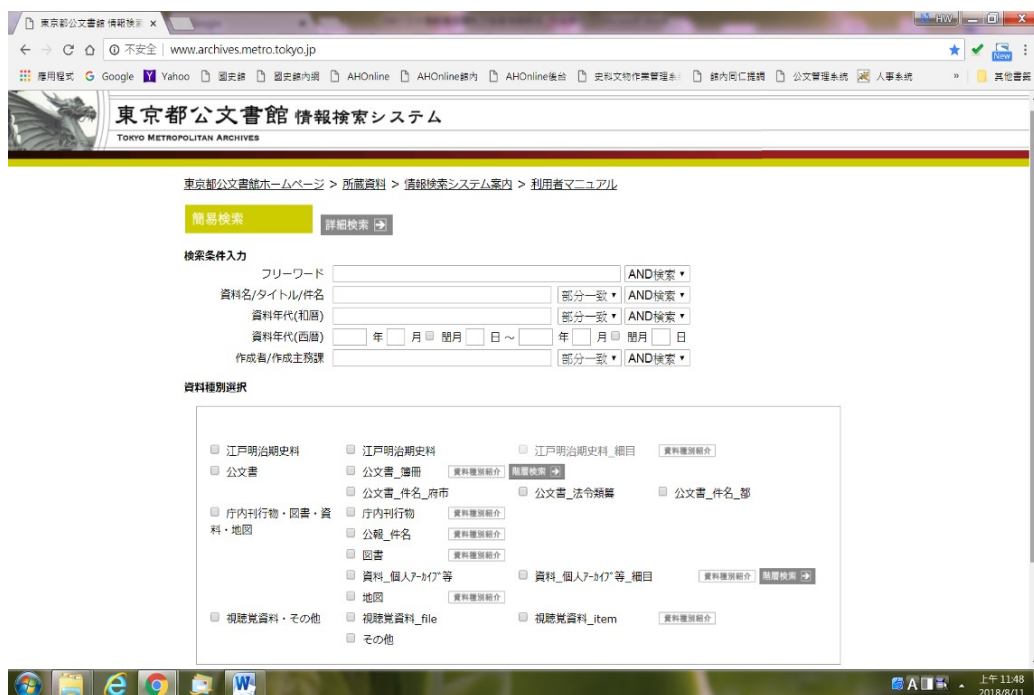 東京都公文書館 情報検索 ×
HW
不安全 | www.archives.metro.tokyo.jp
New
應用程式 Google Yahoo 國史館 國史館內網 AHOnline AHOnline館內 AHOnline後台 史料文物作業管理系 館內同仁提網 公文管理系統 人事系統 » 其他書籤
東京都公文書館 情報検索システム
TOKYO METROPOLITAN ARCHIVES
東京都公文書館ホームページ > 所蔵資料 > 情報検索システム案内 > 利用者マニュアル
簡易検索 詳細検索
検索条件入力
フリーワード AND検索
資料名/タイトル/件名 部分一致 AND検索
資料年代(和暦) 部分一致 AND検索
資料年代(西暦) 年 月 閏月 日 ~ 年 月 閏月 日
作成者/作成主務課 部分一致 AND検索
資料種別選択
江戸明治期史料 江戸明治期史料 江戸明治期史料_細目 資料種別紹介
公文書 公文書_簿冊 資料種別紹介 階層検索
公文書_件名_府市 公文書_法令類纂 公文書_件名_都
庁内刊行物・図書・資料・地図 庁内刊行物 資料種別紹介
公報_件名 資料種別紹介
図書 資料種別紹介
資料_個人ｱｰｶｲﾌﾞ等 資料_個人ｱｰｶｲﾌﾞ等_細目 資料種別紹介 階層検索
地図 資料種別紹介
視聴覚資料・その他 視聴覚資料_file 視聴覚資料_item 資料種別紹介
その他
上午 11:48
2018/8/01